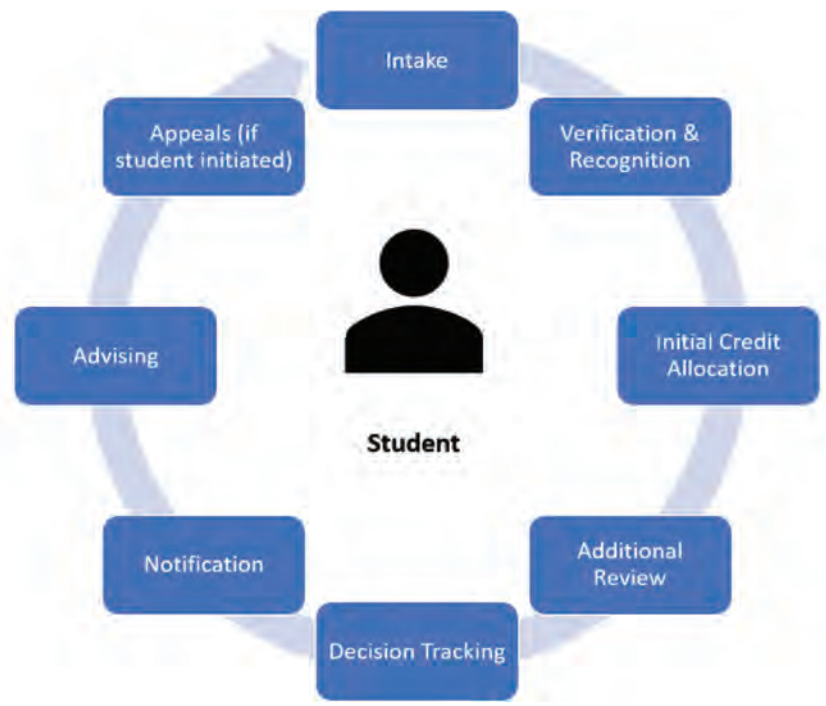 Intake
Verification &
Recognition
Initial Credit
Allocation
Additional
Review
Decision Tracking
Notification
Advising
Appeals (if
student initiated)
Student